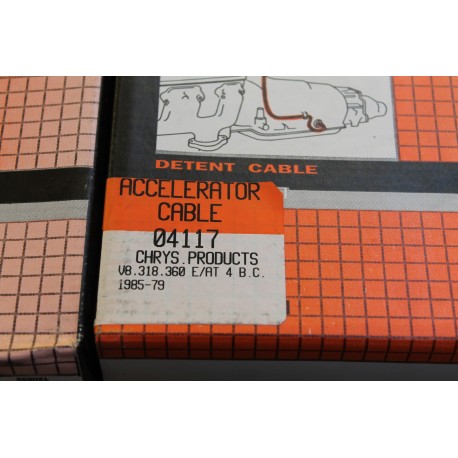 DETENT CABLE
ACCELERATOR
CABLE
04117
CHRYS.PRODUCTS
V8.318.360 E/AT 4 B.C.
1985-79